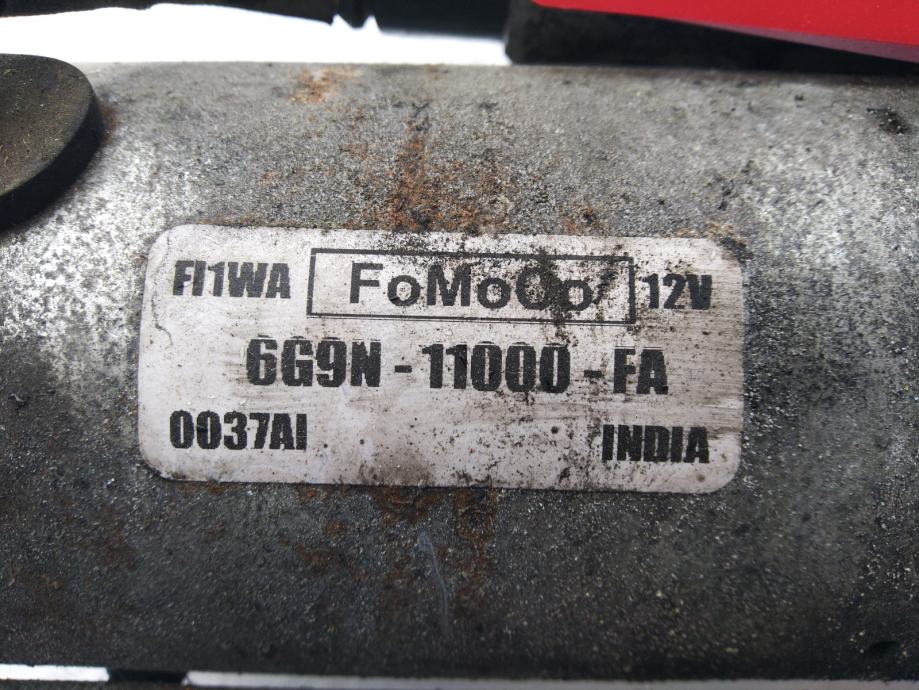 FI1WA FoMoCo 12V
6G9N - 11000 - FA
0037AI INDIA